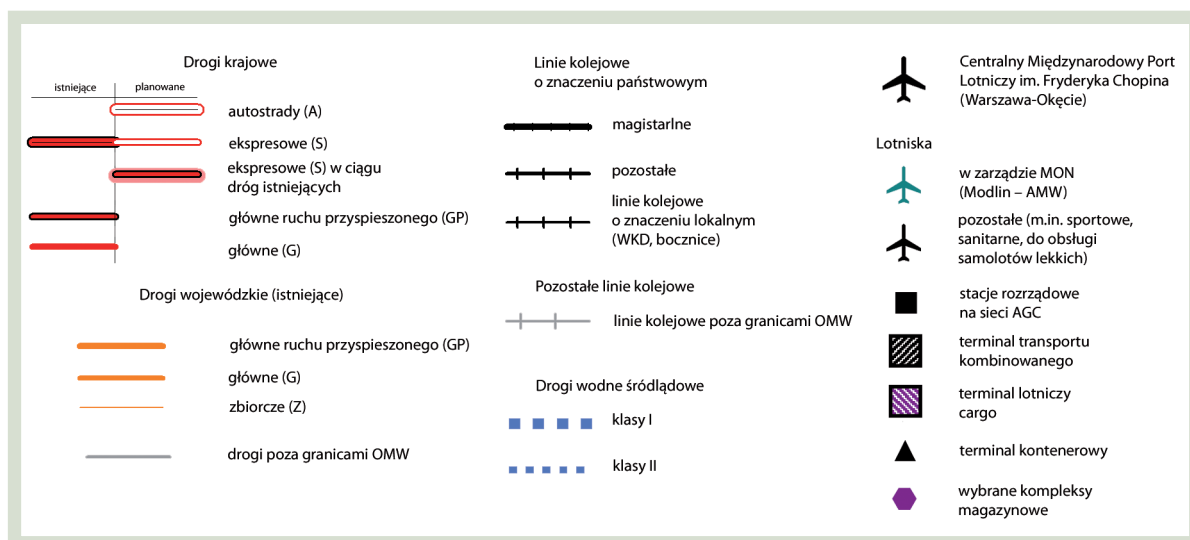 Drogi krajowe
istniejące
planowane
autostrady (A)
ekspresowe (S)
ekspresowe (S) w ciągu
dróg istniejących
główne ruchu przyspieszonego (GP)
główne (G)
Drogi wojewódzkie (istniejące)
główne ruchu przyspieszonego (GP)
główne (G)
zbiorcze (Z)
drogi poza granicami OMW
Linie kolejowe
o znaczeniu państwowym
magistarlne
pozostałe
linie kolejowe
o znaczeniu lokalnym
(WKD, bocznice)
Pozostałe linie kolejowe
linie kolejowe poza granicami OMW
Drogi wodne śródlądowe
klasy I
klasy II
Centralny Międzynarodowy Port
Lotniczy im. Fryderyka Chopina
(Warszawa-Okęcie)
Lotniska
w zarządzie MON
(Modlin – AMW)
pozostałe (m.in. sportowe,
sanitarne, do obsługi
samolotów lekkich)
stacje rozrządowe
na sieci AGC
terminal transportu
kombinowanego
terminal lotniczy
cargo
terminal kontenerowy
wybrane kompleksy
magazynowe